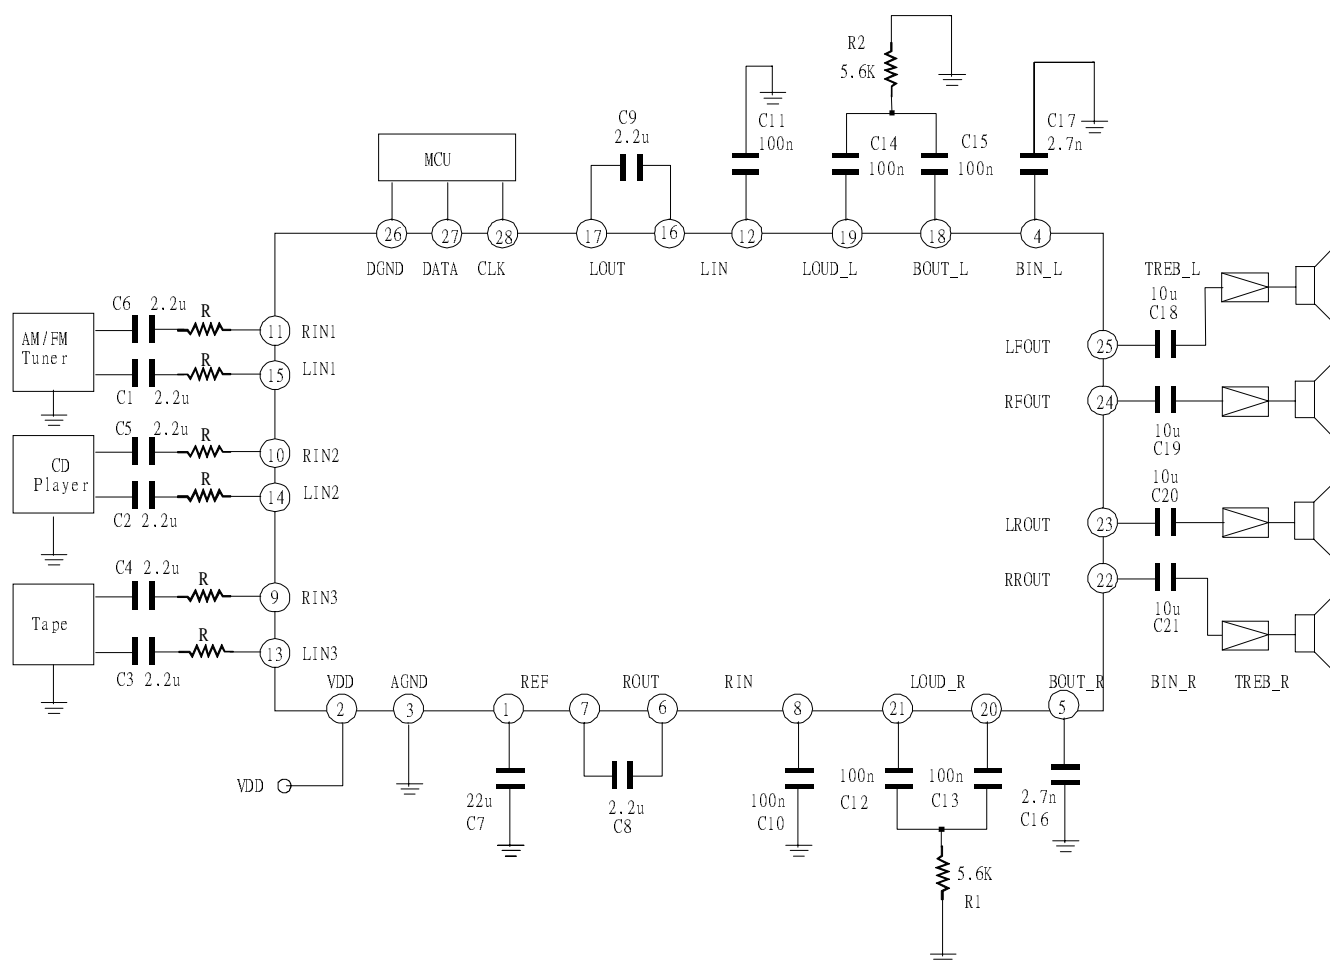 R2
5.6K
C11
100n
C14
100n
C15
100n
C17
2.7n
C9
2.2u
MCU
26 27 28 17 16 12 19 18 4
DGND DATA CLK LOUT LIN LOUD_L BOUT_L BIN_L TREB_L
10u
C18
C6 2.2u R
11 RIN1
AM/FM
Tuner
R
15 LIN1
C1 2.2u
LFOUT 25
RFOUT 24
10u
C19
C5 2.2u R
10 RIN2
CD
Player
R
14 LIN2
C2 2.2u
10u
C20
LROUT 23
RROUT 22
10u
C21
C4 2.2u R
9 RIN3
Tape
R
13 LIN3
C3 2.2u
VDD AGND REF ROUT RIN LOUD_R BOUT_R BIN_R TREB_R
2 3 1 7 6 8 21 20 5
VDD
22u
C7
2.2u
C8
100n
C10
100n
C12
100n
C13
2.7n
C16
5.6K
R1